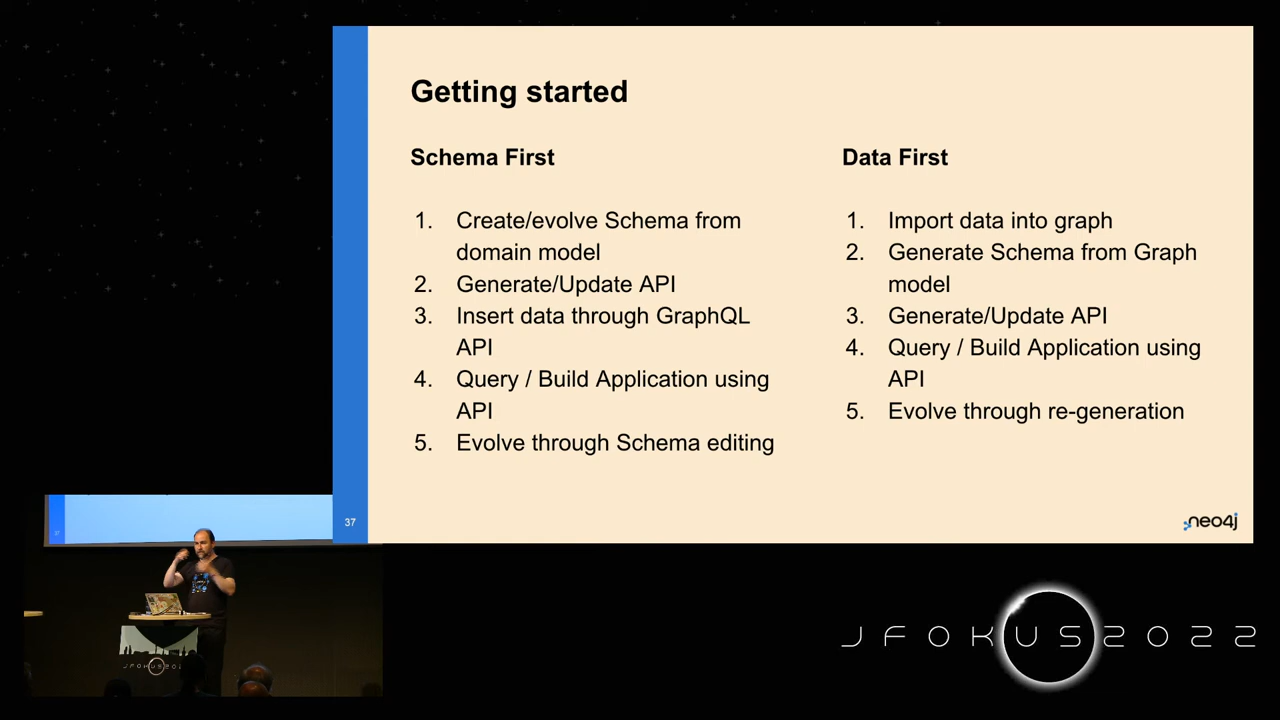 Getting started
Schema First
1. Create/evolve Schema from
domain model
2. Generate/Update API
3. Insert data through GraphQL
API
4. Query / Build Application using
API
5. Evolve through Schema editing
Data First
1. Import data into graph
2. Generate Schema from Graph
model
3. Generate/Update API
4. Query / Build Application using
API
5. Evolve through re-generation
37
neo4j
JFOKUS2022
JFOKUS2022